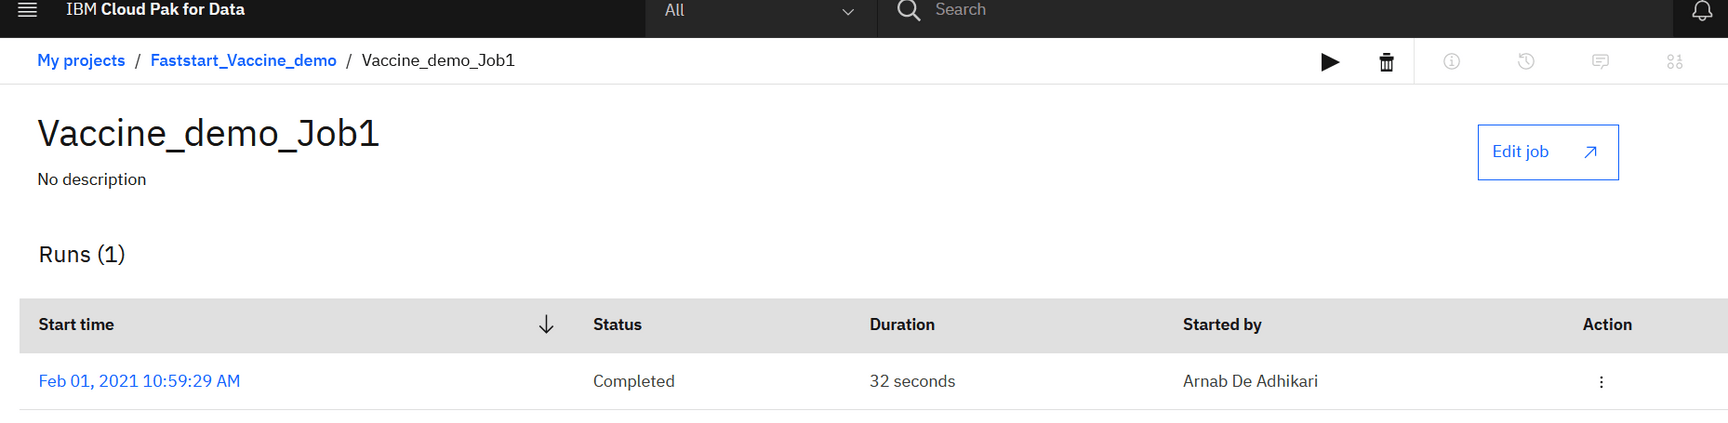 IBM Cloud Pak for Data All Search
My projects / Faststart_Vaccine_demo / Vaccine_demo_Job1
Vaccine_demo_Job1
Edit job
No description
Runs (1)
Start time Status Duration Started by Action
Feb 01, 2021 10:59:29 AM Completed 32 seconds Arnab De Adhikari